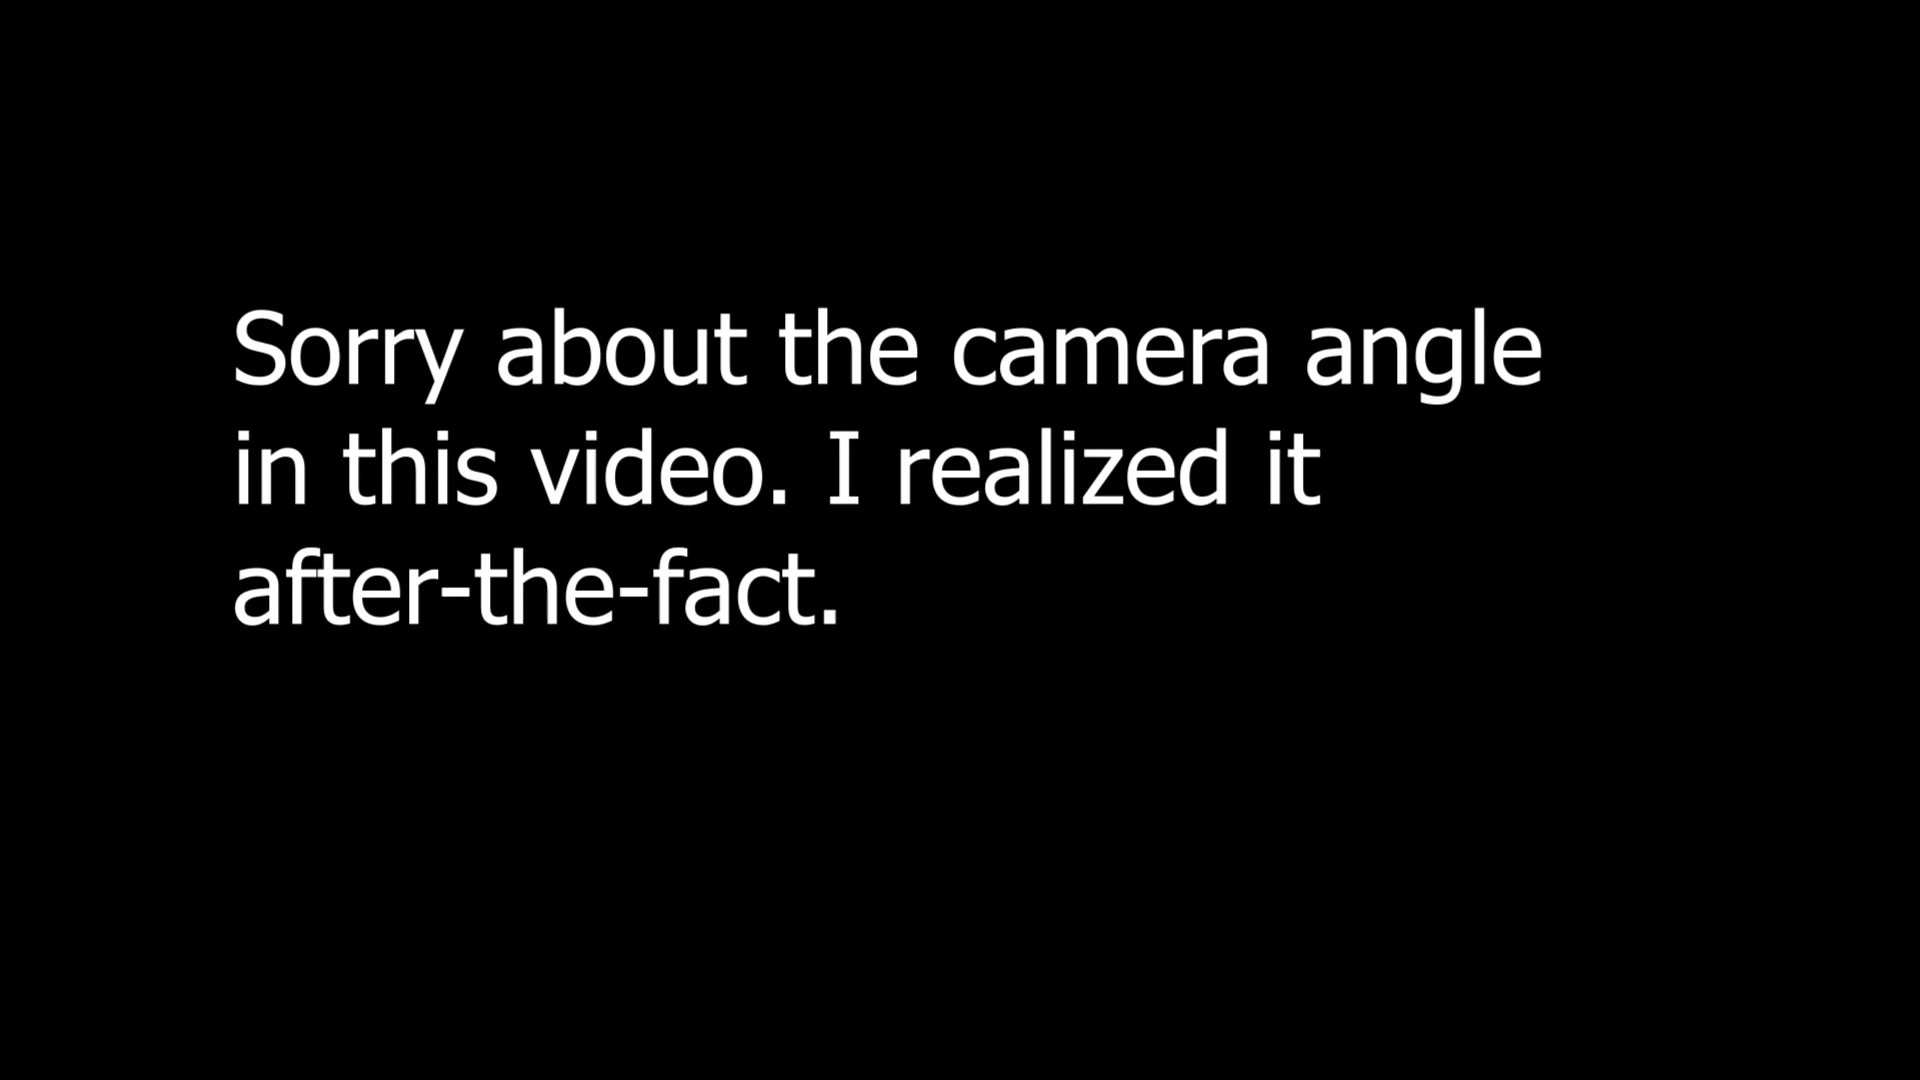 Sorry about the camera angle
in this video. I realized it
after-the-fact.